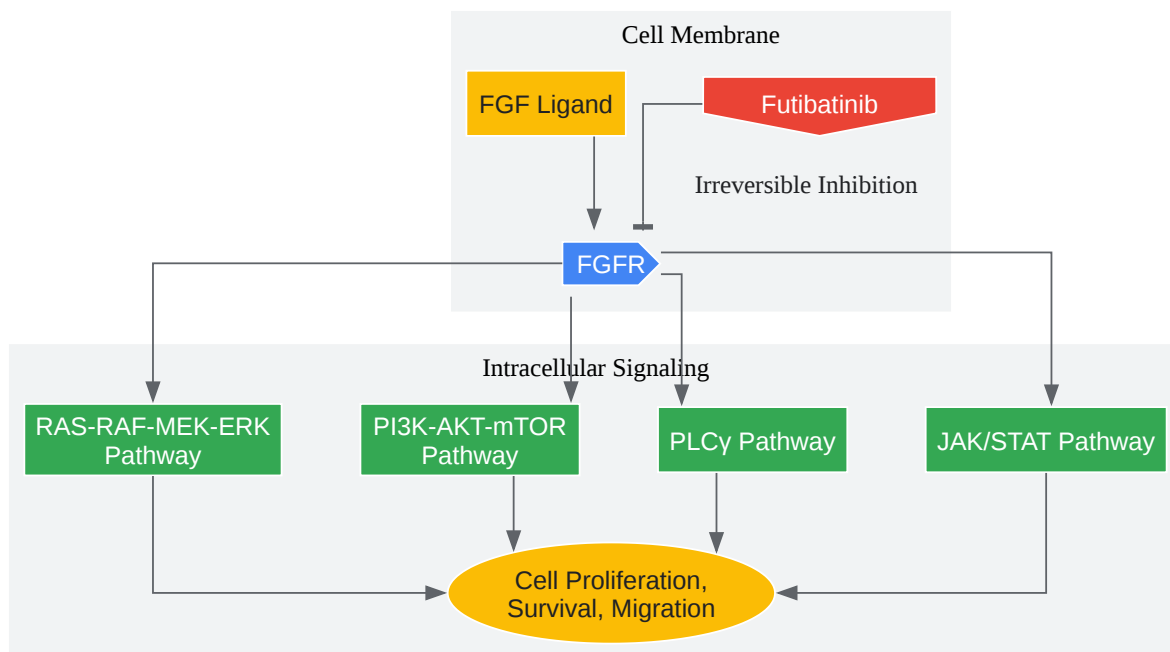 Cell Membrane
FGF Ligand
Futibatinib
Irreversible Inhibition
FGFR
Intracellular Signaling
RAS-RAF-MEK-ERK
Pathway
PI3K-AKT-mTOR
Pathway
PLCγ Pathway
JAK/STAT Pathway
Cell Proliferation,
Survival, Migration